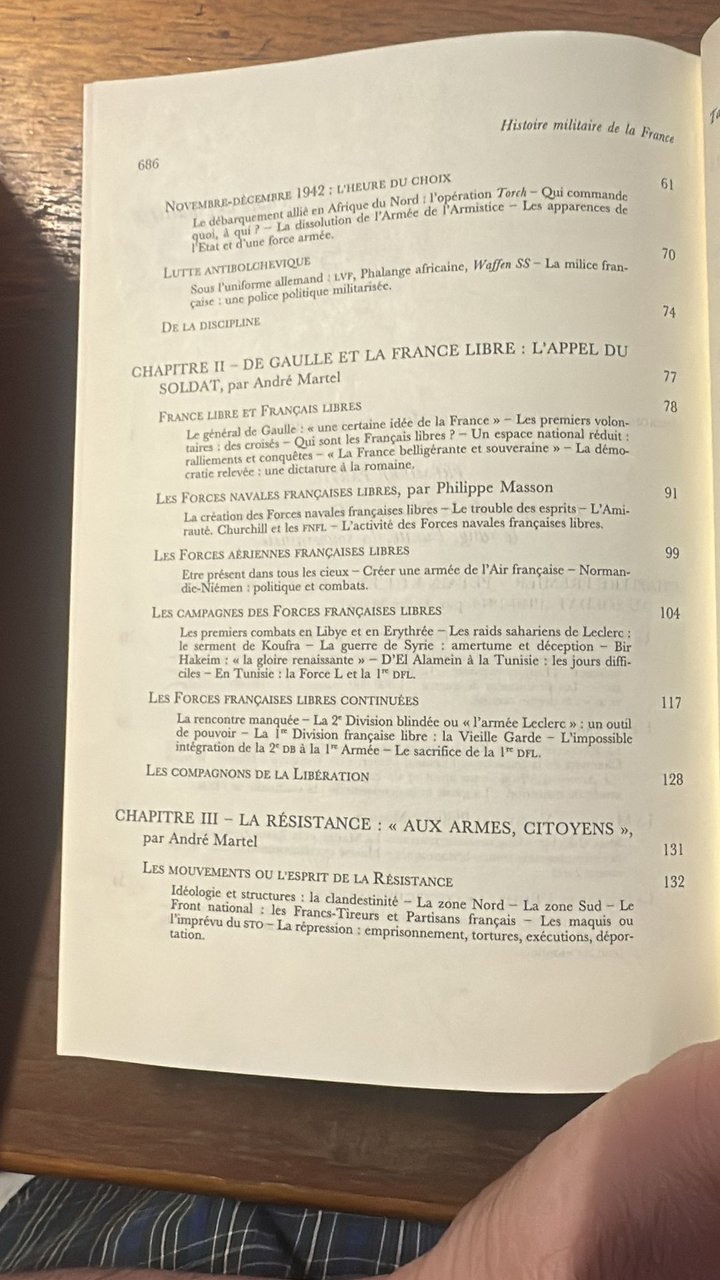 Histoire militaire de la France
686
NOVEMBRE-DÉCEMBRE 1942 : L'HEURE DU CHOIX 61
Le débarquement allié en Afrique du Nord : l'opération Torch – Qui commande
quoi, à qui ? – La dissolution de l'Armée de l'Armistice – Les apparences de
l'Etat et d'une force armée.
LUTTE ANTIBOLCHEVIQUE 70
Sous l'uniforme allemand : LVF, Phalange africaine, Waffen SS – La milice fran-
çaise : une police politique militarisée.
DE LA DISCIPLINE 74
CHAPITRE II – DE GAULLE ET LA FRANCE LIBRE : L'APPEL DU
SOLDAT, par André Martel 77
FRANCE LIBRE ET FRANÇAIS LIBRES 78
Le général de Gaulle : « une certaine idée de la France » – Les premiers volon-
taires : des croisés – Qui sont les Français libres ? – Un espace national réduit :
ralliements et conquêtes – « La France belligérante et souveraine » – La démo-
cratie relevée : une dictature à la romaine.
LES FORCES NAVALES FRANÇAISES LIBRES, par Philippe Masson 91
La création des Forces navales françaises libres – Le trouble des esprits – L'Ami-
rauté. Churchill et les FNFL – L'activité des Forces navales françaises libres.
LES FORCES AÉRIENNES FRANÇAISES LIBRES 99
Etre présent dans tous les cieux – Créer une armée de l'Air française – Norman-
die-Niémen : politique et combats.
LES CAMPAGNES DES FORCES FRANÇAISES LIBRES 104
Les premiers combats en Libye et en Erythrée – Les raids sahariens de Leclerc :
le serment de Koufra – La guerre de Syrie : amertume et déception – Bir
Hakeim : « la gloire renaissante » – D'El Alamein à la Tunisie : les jours diffi-
ciles – En Tunisie : la Force L et la 1re DFL.
LES FORCES FRANÇAISES LIBRES CONTINUÉES 117
La rencontre manquée – La 2e Division blindée ou « l'armée Leclerc » : un outil
de pouvoir – La 1re Division française libre : la Vieille Garde – L'impossible
intégration de la 2e DB à la 1re Armée – Le sacrifice de la 1re DFL.
LES COMPAGNONS DE LA LIBÉRATION 128
CHAPITRE III – LA RÉSISTANCE : « AUX ARMES, CITOYENS »,
par André Martel 131
LES MOUVEMENTS OU L'ESPRIT DE LA RÉSISTANCE 132
Idéologie et structures : la clandestinité – La zone Nord – La zone Sud – Le
Front national : les Francs-Tireurs et Partisans français – Les maquis ou
l'imprévu du STO – La répression : emprisonnement, tortures, exécutions, dépor-
tation.